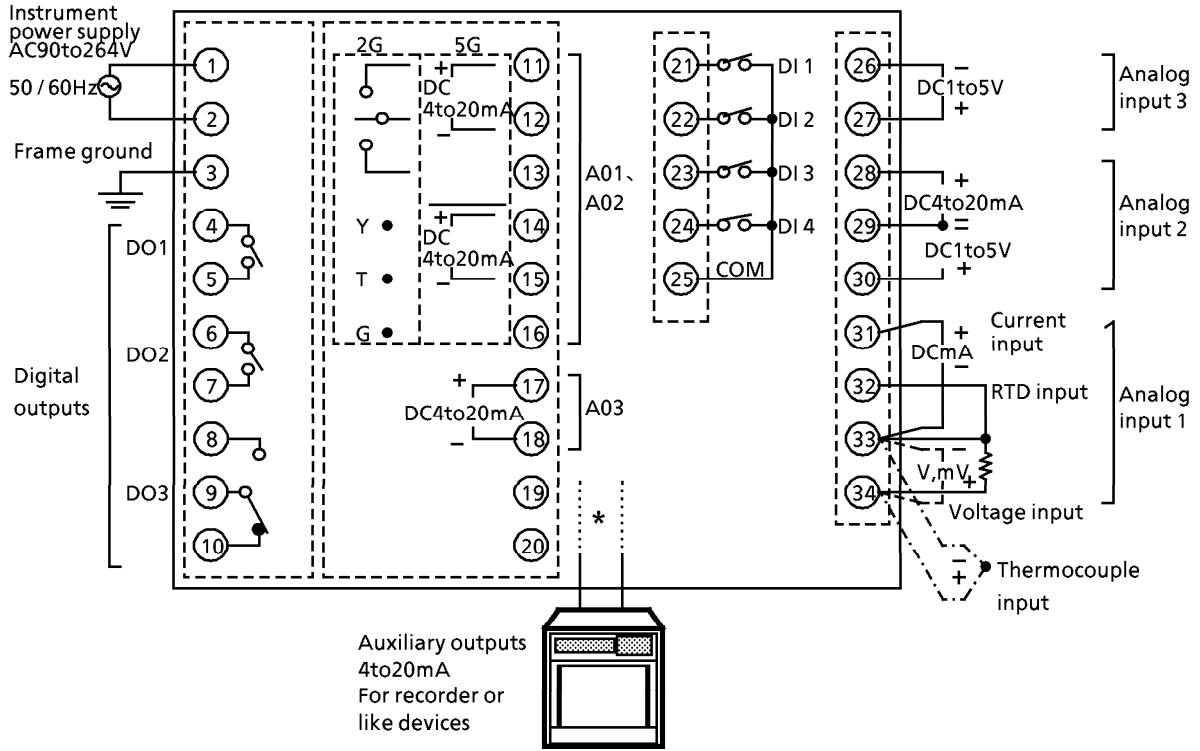 Instrument
power supply
AC90to264V
50 / 60Hz
Frame ground
Digital
outputs
DO1
DO2
DO3
1
2
3
4
5
6
7
8
9
10
2G
5G
+
DC
4to20mA
−
+
DC
4to20mA
−
Y
T
G
+
DC4to20mA
−
11
12
13
14
15
16
17
18
19
20
A01、
A02
A03
*
21
22
23
24
25
DI 1
DI 2
DI 3
DI 4
COM
26
27
28
29
30
31
32
33
34
−
DC1to5V
+
Analog
input 3
+
DC4to20mA
=
DC1to5V
+
Analog
input 2
+
DCmA
−
Current
input
RTD input
−
V,mV
+
Voltage input
Analog
input 1
−
+
Thermocouple
input
Auxiliary outputs
4to20mA
For recorder or
like devices